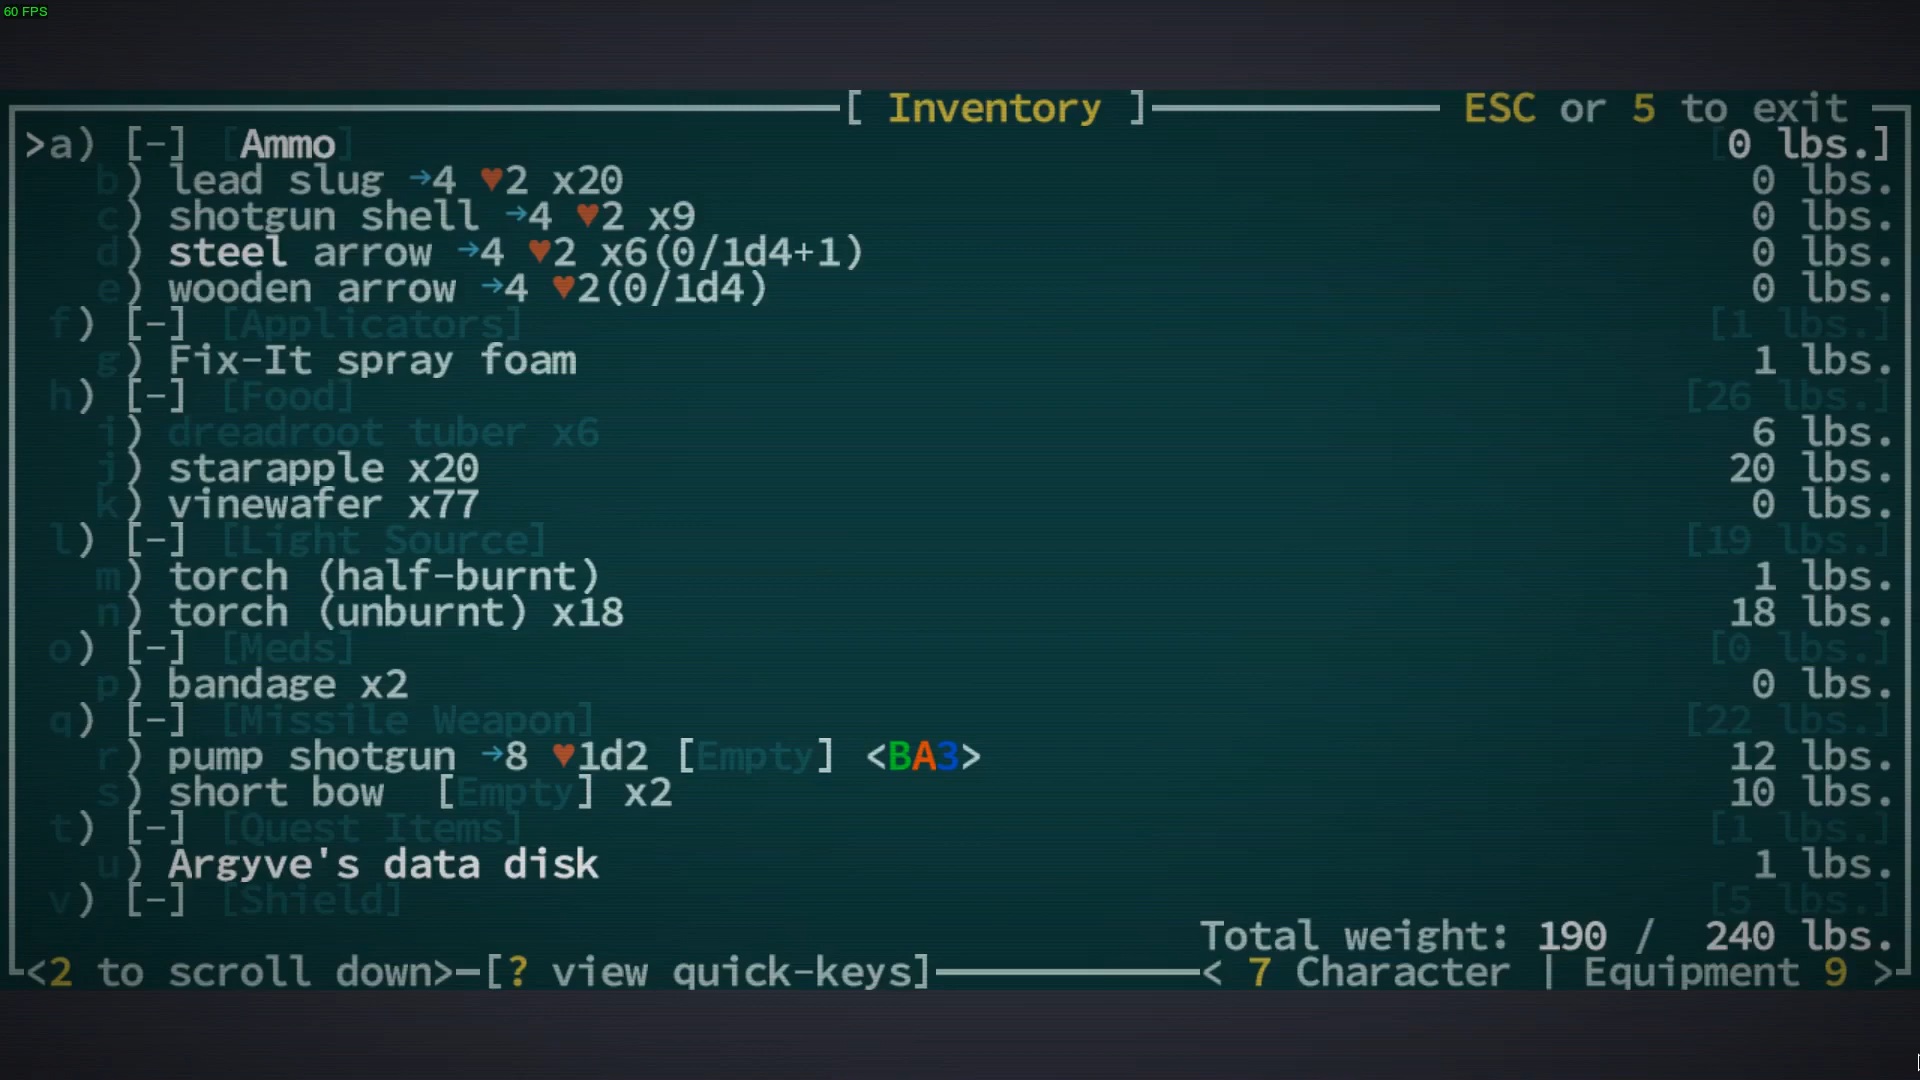 60 FPS
[ Inventory ] ESC or 5 to exit
>a) [-] [Ammo] [0 lbs.]
b) lead slug →4 ♥2 x20 0 lbs.
c) shotgun shell →4 ♥2 x9 0 lbs.
d) steel arrow →4 ♥2 x6(0/1d4+1) 0 lbs.
e) wooden arrow →4 ♥2(0/1d4) 0 lbs.
f) [-] [Applicators] [1 lbs.]
g) Fix-It spray foam 1 lbs.
h) [-] [Food] [26 lbs.]
i) dreadroot tuber x6 6 lbs.
j) starapple x20 20 lbs.
k) vinewafer x77 0 lbs.
l) [-] [Light Source] [19 lbs.]
m) torch (half-burnt) 1 lbs.
n) torch (unburnt) x18 18 lbs.
o) [-] [Meds] [0 lbs.]
p) bandage x2 0 lbs.
q) [-] [Missile Weapon] [22 lbs.]
r) pump shotgun →8 ♥1d2 [Empty] <BA3> 12 lbs.
s) short bow [Empty] x2 10 lbs.
t) [-] [Quest Items] [1 lbs.]
u) Argyve's data disk 1 lbs.
v) [-] [Shield] [5 lbs.]
Total weight: 190 / 240 lbs.
<2 to scroll down> [? view quick-keys] < 7 Character | Equipment 9 >